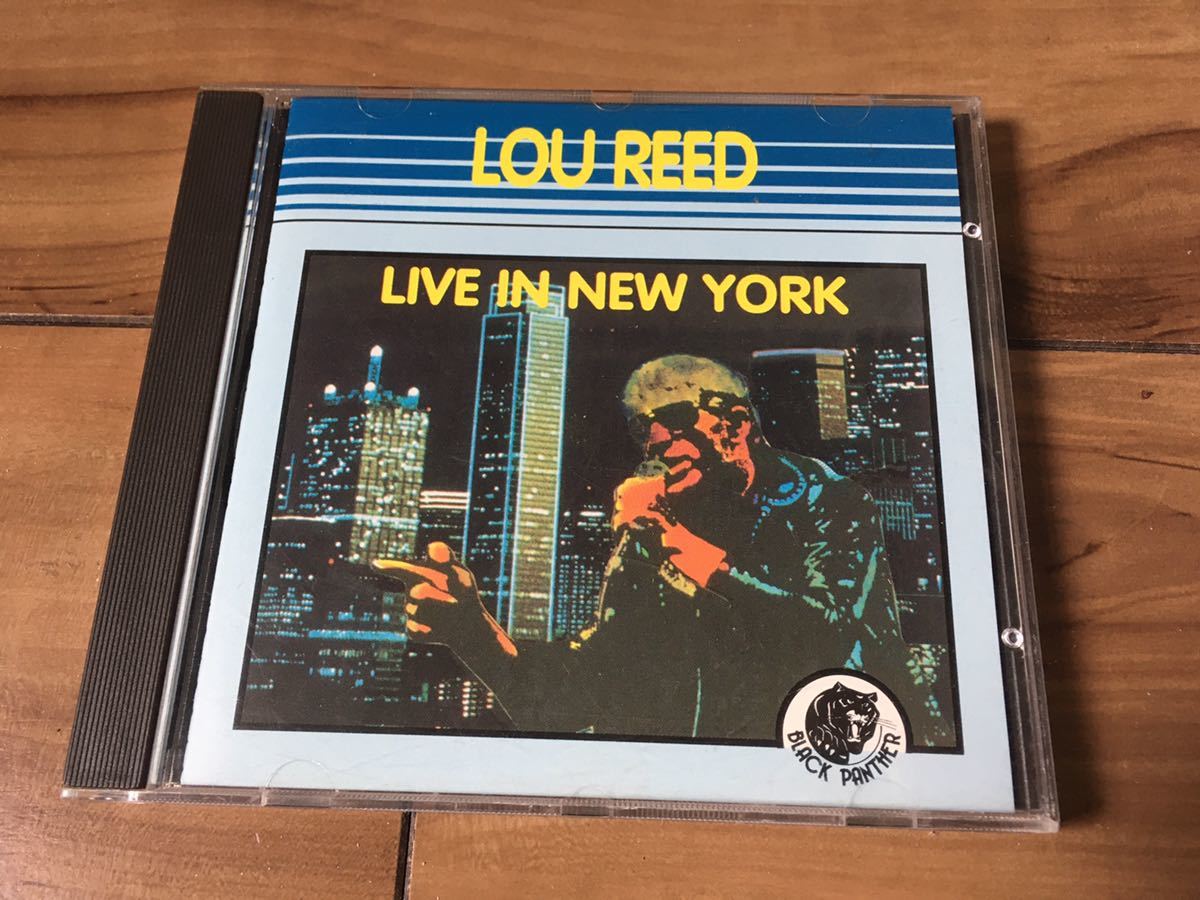 LOU REED
LIVE IN NEW YORK
BLACK PANTHER